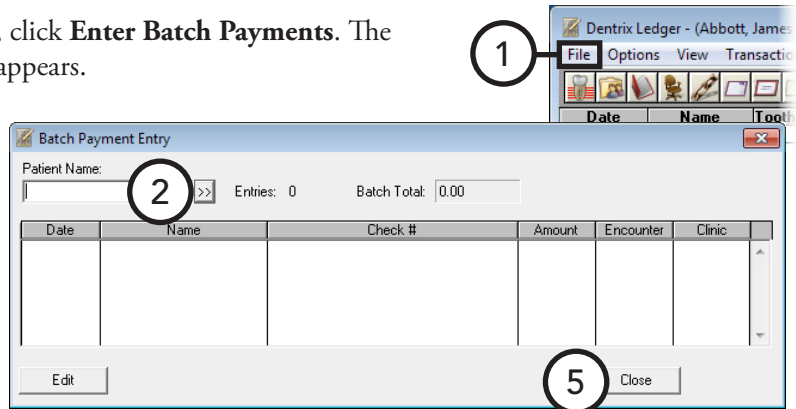 , click Enter Batch Payments. The
appears.
1
Dentrix Ledger - (Abbott, James
File Options View Transactio
Date Name Tooth
Batch Payment Entry
Patient Name:
2 >> Entries: 0 Batch Total: 0.00
Date Name Check # Amount Encounter Clinic
Edit 5 Close